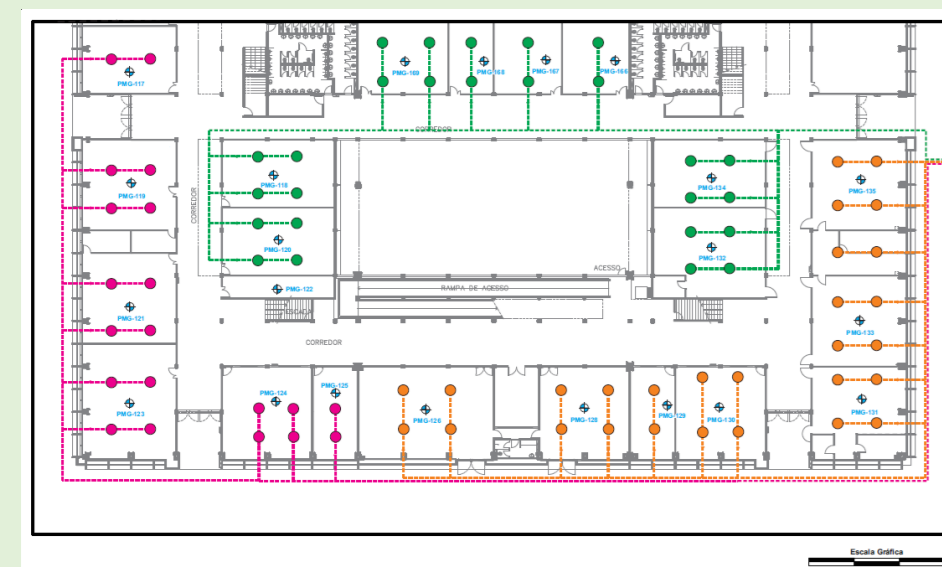 PMG-169
PMG-168
PMG-167
PMG-166
PMG-117
CORREDOR
PMG-119
CORREDOR
PMG-118
PMG-134
PMG-135
PMG-120
PMG-132
ACESSO
PMG-122
RAMPA DE ACESSO
PMG-121
ESCADA
PMG-133
CORREDOR
PMG-123
PMG-124
PMG-125
PMG-126
PMG-128
PMG-129
PMG-130
PMG-131
Escala Gráfica